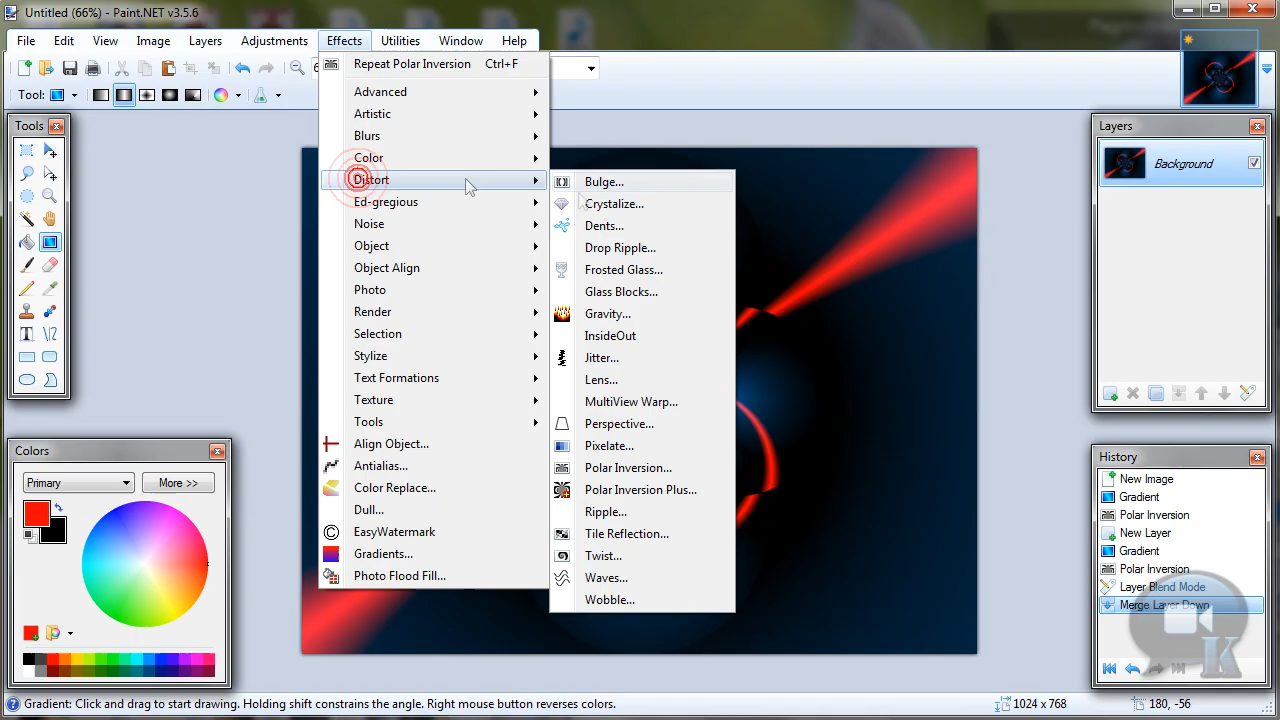 Untitled (66%) - Paint.NET v3.5.6
File Edit View Image Layers Adjustments Effects Utilities Window Help
Tool:
Repeat Polar Inversion Ctrl+F
Advanced
Artistic
Blurs
Color
Distort
Ed-gregious
Noise
Object
Object Align
Photo
Render
Selection
Stylize
Text Formations
Texture
Tools
Align Object...
Antialias...
Color Replace...
Dull...
EasyWatermark
Gradients...
Photo Flood Fill...
Bulge...
Crystalize...
Dents...
Drop Ripple...
Frosted Glass...
Glass Blocks...
Gravity...
InsideOut
Jitter...
Lens...
MultiView Warp...
Perspective...
Pixelate...
Polar Inversion...
Polar Inversion Plus...
Ripple...
Tile Reflection...
Twist...
Waves...
Wobble...
Tools
Colors
Primary
More >>
Layers
Background
History
New Image
Gradient
Polar Inversion
New Layer
Gradient
Polar Inversion
Layer Blend Mode
Merge Layer Down
K
Gradient: Click and drag to start drawing. Holding shift constrains the angle. Right mouse button reverses colors.
1024 x 768
180, -56